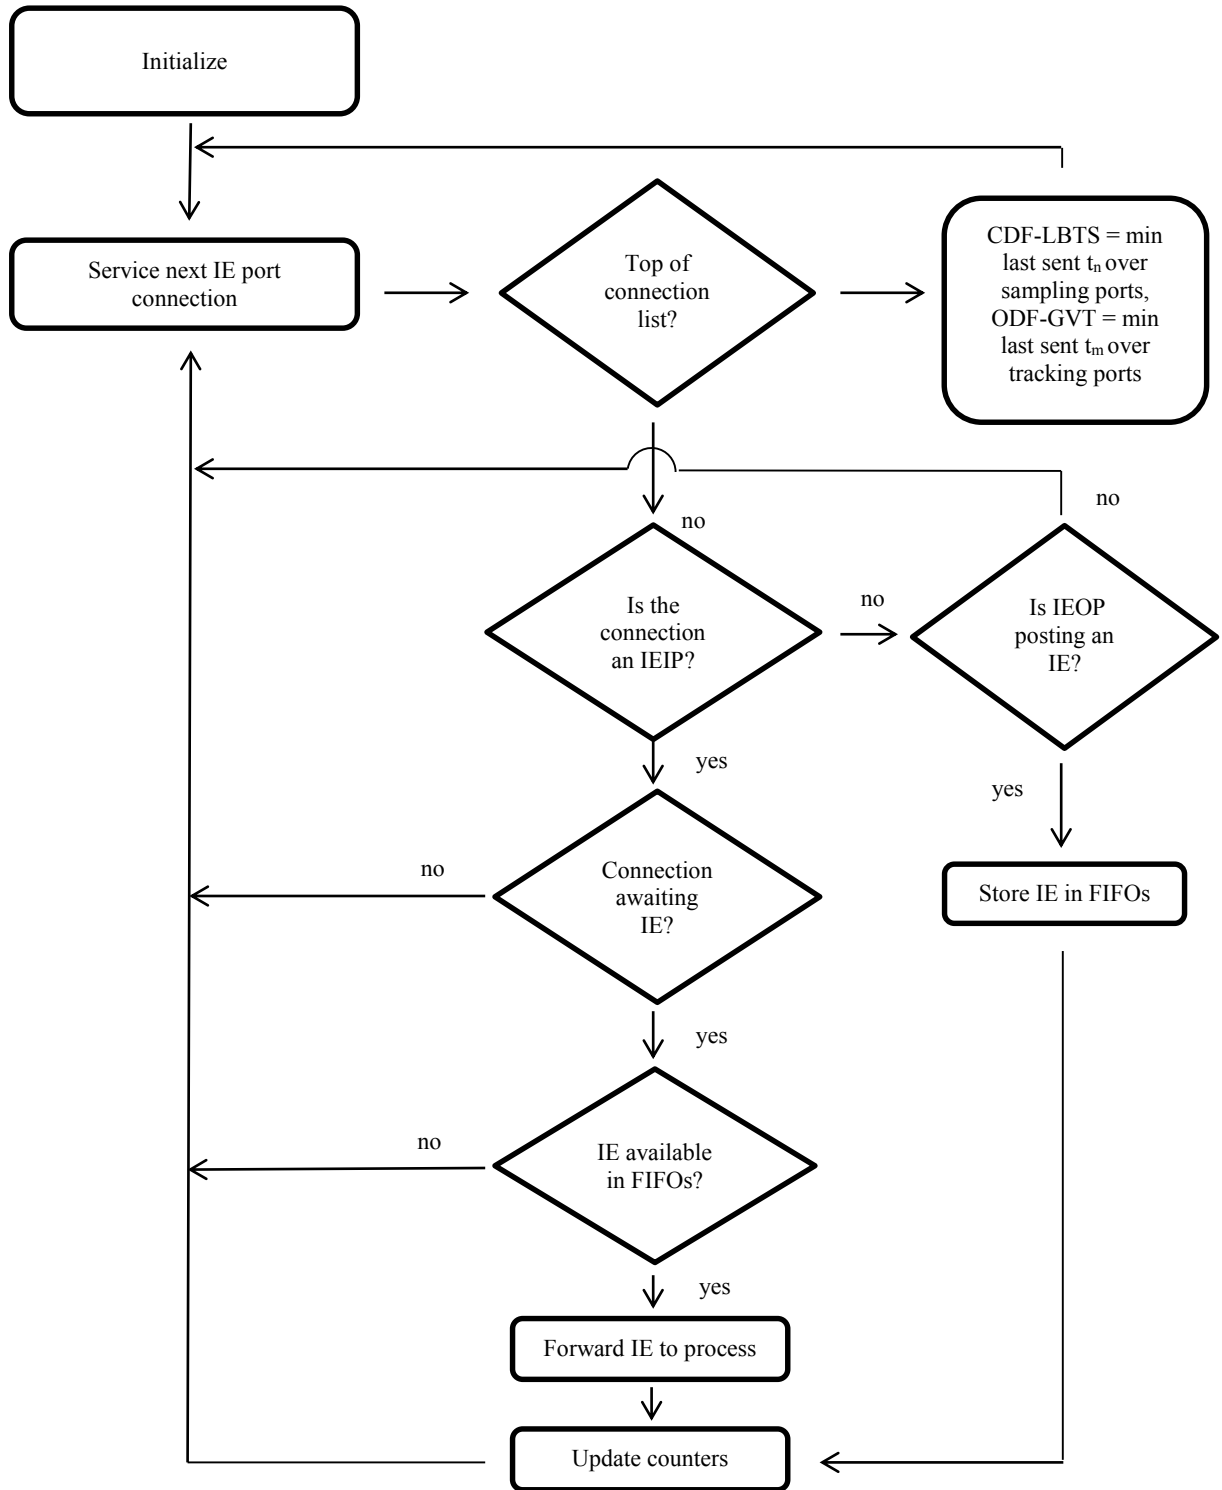 Initialize
Service next IE port
connection
Top of
connection
list?
CDF-LBTS = min
last sent tₙ over
sampling ports,
ODF-GVT = min
last sent tₘ over
tracking ports
no
no
Is the
connection
an IEIP?
no
Is IEOP
posting an
IE?
yes
yes
Connection
awaiting
IE?
no
Store IE in FIFOs
yes
IE available
in FIFOs?
no
yes
Forward IE to process
Update counters